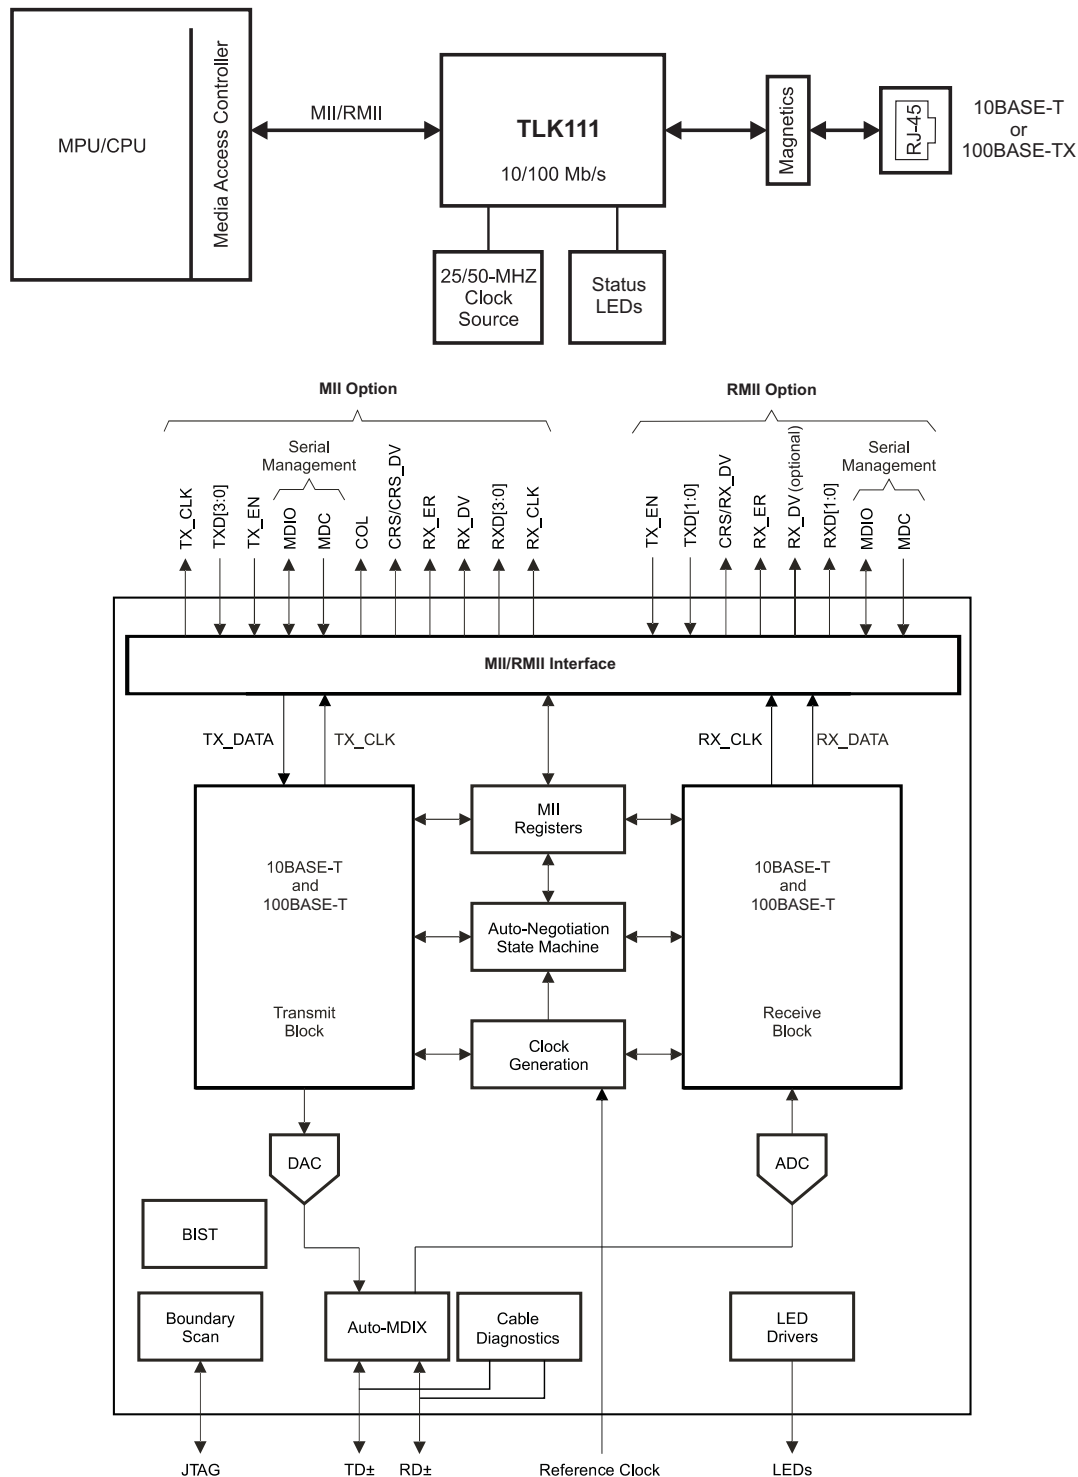 MPU/CPU
Media Access Controller
MII/RMII
TLK111
10/100 Mb/s
Magnetics
RJ-45
10BASE-T
or
100BASE-TX
25/50-MHZ
Clock
Source
Status
LEDs
MII Option
RMII Option
Serial
Management
Serial
Management
TX_CLK
TXD[3:0]
TX_EN
MDIO
MDC
COL
CRS/CRS_DV
RX_ER
RX_DV
RXD[3:0]
RX_CLK
TX_EN
TXD[1:0]
CRS/RX_DV
RX_ER
RX_DV (optional)
RXD[1:0]
MDIO
MDC
MII/RMII Interface
TX_DATA
TX_CLK
RX_CLK
RX_DATA
10BASE-T
and
100BASE-T
Transmit
Block
MII
Registers
Auto-Negotiation
State Machine
Clock
Generation
10BASE-T
and
100BASE-T
Receive
Block
DAC
ADC
BIST
Boundary
Scan
Auto-MDIX
Cable
Diagnostics
LED
Drivers
JTAG
TD±
RD±
Reference Clock
LEDs